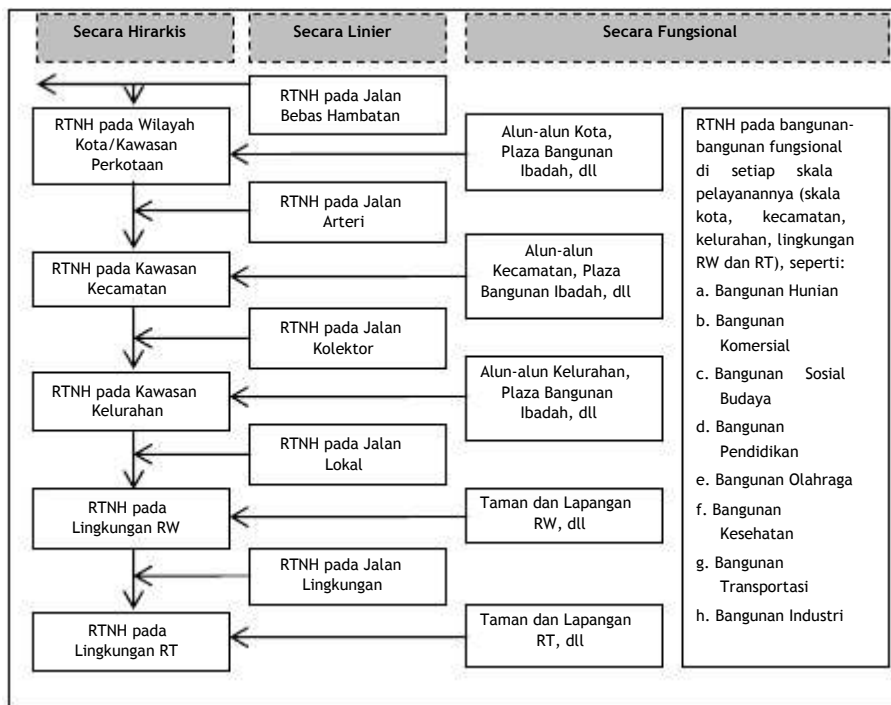 Secara Hirarkis
Secara Linier
Secara Fungsional
RTNH pada Wilayah
Kota/Kawasan
Perkotaan
RTNH pada Kawasan
Kecamatan
RTNH pada Kawasan
Kelurahan
RTNH pada
Lingkungan RW
RTNH pada
Lingkungan RT
RTNH pada Jalan
Bebas Hambatan
RTNH pada Jalan
Arteri
RTNH pada Jalan
Kolektor
RTNH pada Jalan
Lokal
RTNH pada Jalan
Lingkungan
Alun-alun Kota,
Plaza Bangunan
Ibadah, dll
Alun-alun
Kecamatan, Plaza
Bangunan Ibadah, dll
Alun-alun Kelurahan,
Plaza Bangunan
Ibadah, dll
Taman dan Lapangan
RW, dll
Taman dan Lapangan
RT, dll
RTNH pada bangunan-
bangunan fungsional
di setiap skala
pelayanannya (skala
kota, kecamatan,
kelurahan, lingkungan
RW dan RT), seperti:
a. Bangunan Hunian
b. Bangunan
Komersial
c. Bangunan Sosial
Budaya
d. Bangunan
Pendidikan
e. Bangunan Olahraga
f. Bangunan
Kesehatan
g. Bangunan
Transportasi
h. Bangunan Industri